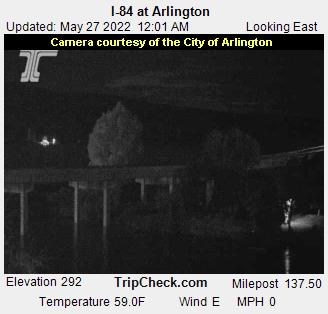 I-84 at Arlington
Updated: May 27 2022 12:01 AM Looking East
Camera courtesy of the City of Arlington
Elevation 292 TripCheck.com Milepost 137.50
Temperature 59.0F Wind E MPH 0